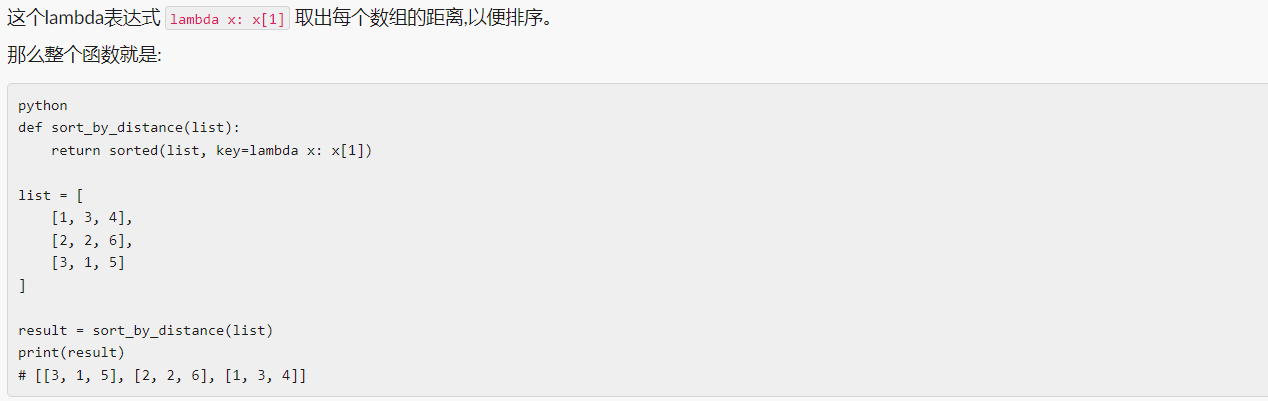 这个lambda表达式 lambda x: x[1] 取出每个数组的距离,以便排序。
那么整个函数就是:
python
def sort_by_distance(list):
    return sorted(list, key=lambda x: x[1])
list = [
    [1, 3, 4],
    [2, 2, 6],
    [3, 1, 5]
]
result = sort_by_distance(list)
print(result)
# [[3, 1, 5], [2, 2, 6], [1, 3, 4]]